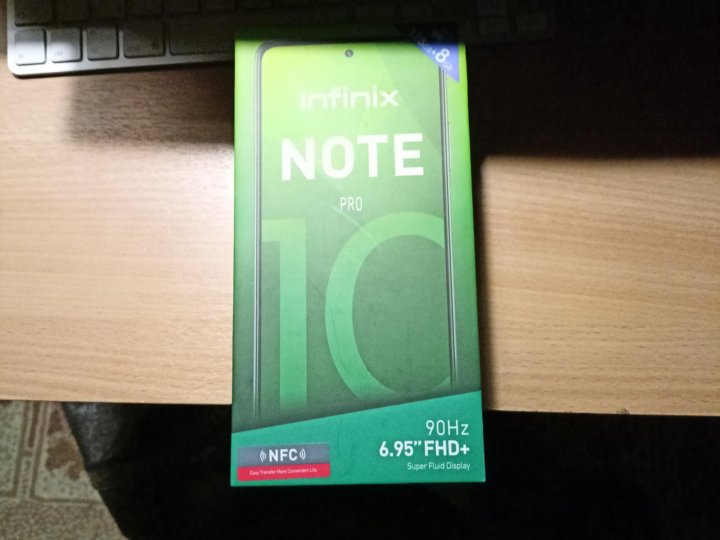 infinix
NOTE
PRO
10
90Hz
6.95" FHD+
Super Fluid Display
NFC
Easy Transfer More Convenient Life